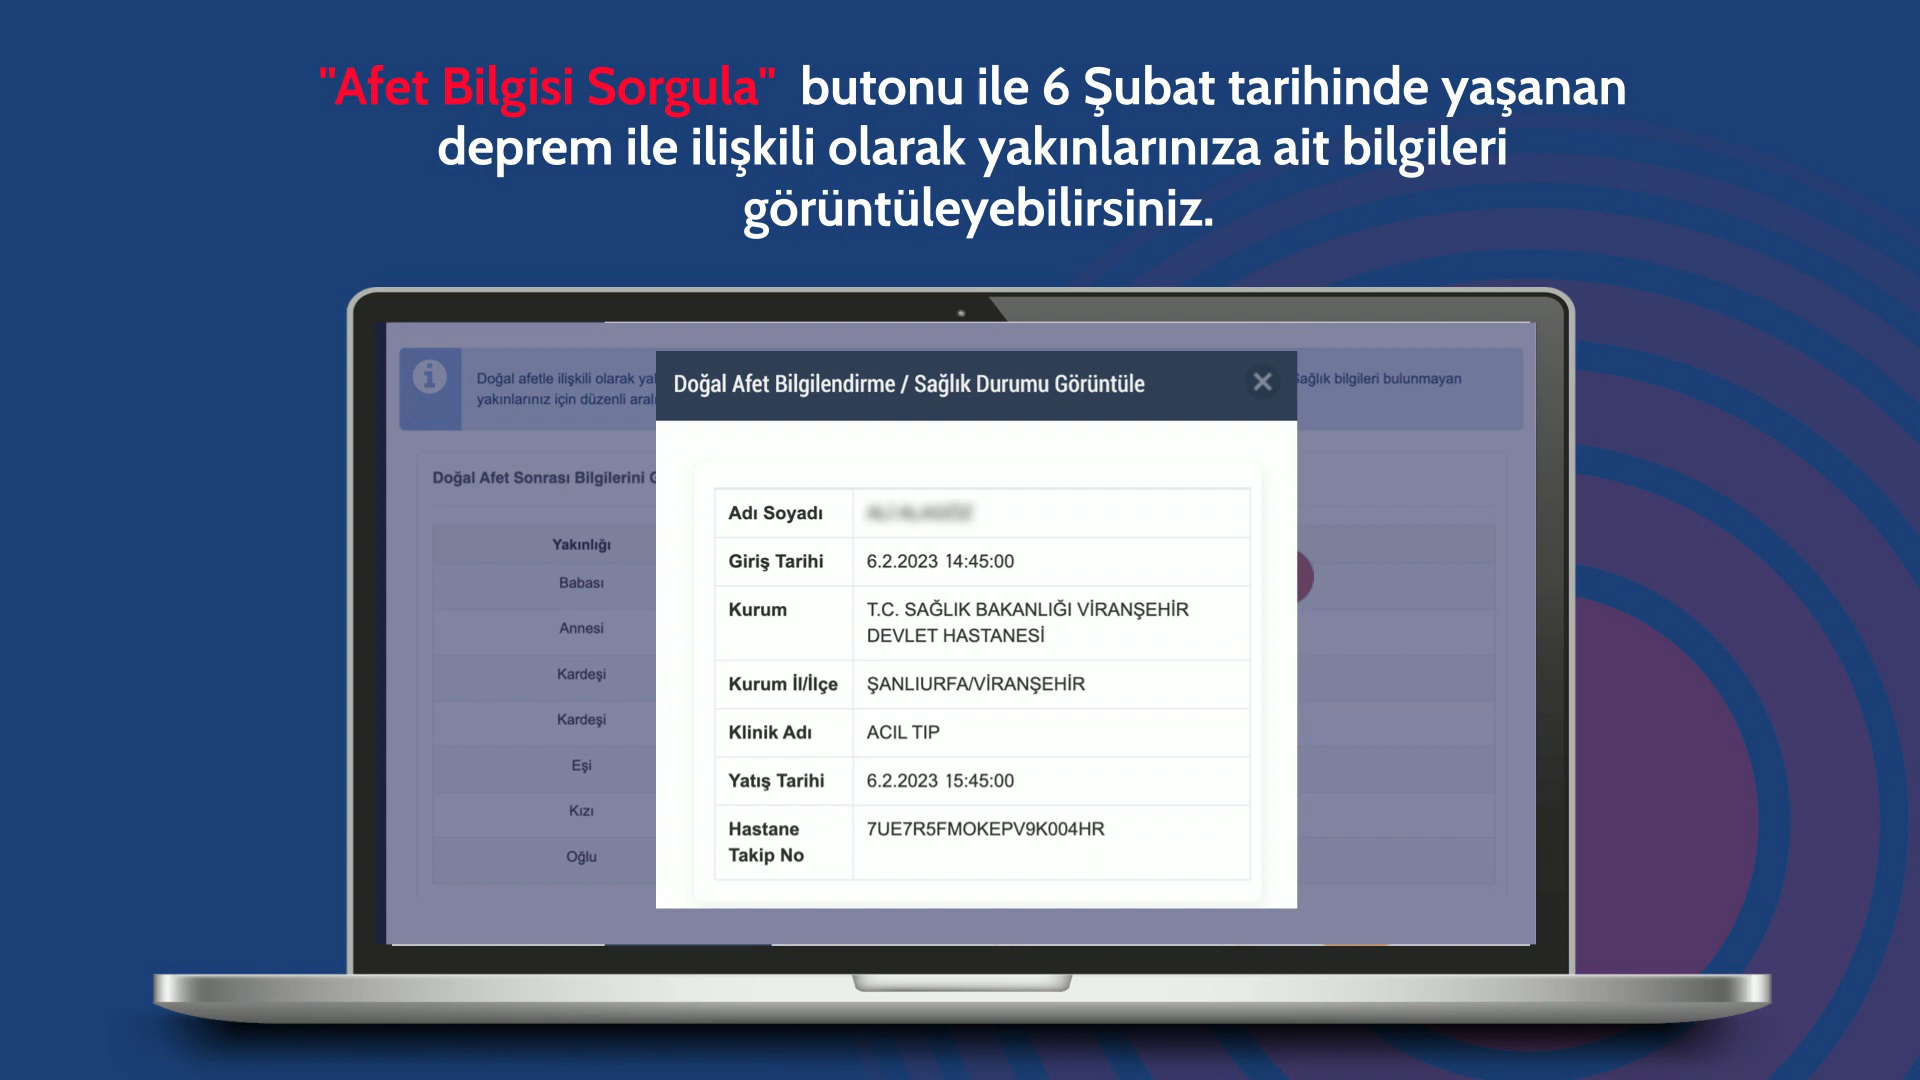 "Afet Bilgisi Sorgula" butonu ile 6 Şubat tarihinde yaşanan
deprem ile ilişkili olarak yakınlarınıza ait bilgileri
görüntüleyebilirsiniz.
Doğal afetle ilişkili olarak
Sağlık bilgileri bulunmayan
yakınlarınız için düzenli
Doğal Afet Bilgilendirme / Sağlık Durumu Görüntüle
Doğal Afet Sonrası Bilgilerini
Yakınlığı
Babası
Annesi
Kardeşi
Kardeşi
Eşi
Kızı
Oğlu
Adı Soyadı
Giriş Tarihi 6.2.2023 14:45:00
Kurum T.C. SAĞLIK BAKANLIĞI VİRANŞEHİR
DEVLET HASTANESİ
Kurum İl/İlçe ŞANLIURFA/VİRANŞEHİR
Klinik Adı ACIL TIP
Yatış Tarihi 6.2.2023 15:45:00
Hastane 7UE7R5FMOKEPV9K004HR
Takip No